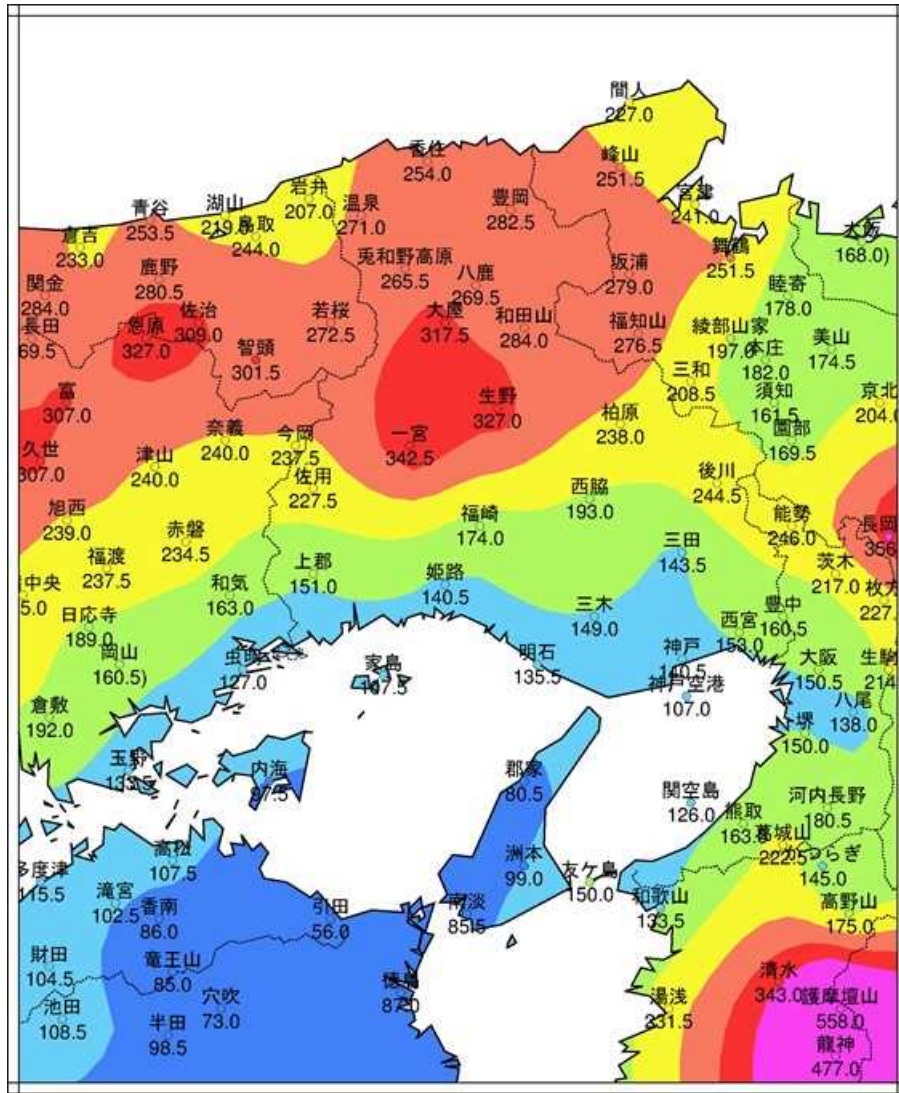 間人
227.0
香住
254.0
峰山
251.5
岩井
207.0
豊岡
282.5
宮津
241.0
青谷
253.5
湖山
219.0
鳥取
244.0
温泉
271.0
倉吉
233.0
大飯
168.0)
舞鶴
251.5
兎和野高原
265.5
坂浦
279.0
鹿野
280.5
八鹿
269.5
関金
284.0
睦寄
178.0
佐治
309.0
若桜
272.5
大屋
317.5
和田山
284.0
福知山
276.5
長田
69.5
恩原
327.0
綾部山家
197.0
美山
174.5
智頭
301.5
本庄
182.0
三和
208.5
富
307.0
生野
327.0
須知
161.5
京北
204.0
柏原
238.0
奈義
240.0
今岡
237.5
一宮
342.5
園部
169.5
久世
307.0
津山
240.0
佐用
227.5
後川
244.5
西脇
193.0
旭西
239.0
赤磐
234.5
福崎
174.0
能勢
246.0
長岡
356
三田
143.5
福渡
237.5
上郡
151.0
姫路
140.5
茨木
217.0
中央
5.0
和気
163.0
枚方
227.
日応寺
189.0
三木
149.0
豊中
160.5
西宮
153.0
岡山
160.5)
虫明
127.0
家島
107.5
明石
135.5
神戸
140.5
大阪
150.5
生駒
214
神戸空港
107.0
倉敷
192.0
八尾
138.0
堺
150.0
玉野
133.5
内海
97.5
郡家
80.5
関空島
126.0
熊取
163.5
河内長野
180.5
葛城山
222.5
かつらぎ
145.0
高松
107.5
多度津
115.5
洲本
99.0
友ケ島
150.0
滝宮
102.5
香南
86.0
引田
56.0
南淡
85.5
和歌山
133.5
高野山
175.0
財田
104.5
竜王山
85.0
清水
343.0
徳島
87.0
穴吹
73.0
湯浅
331.5
護摩壇山
558.0
池田
108.5
半田
98.5
龍神
477.0